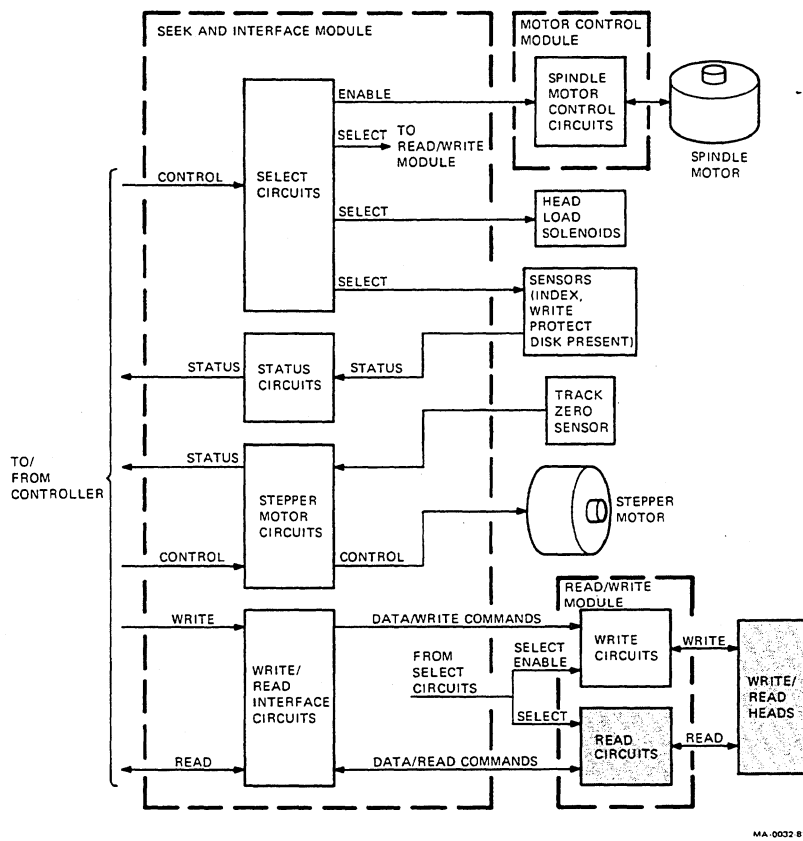 SEEK AND INTERFACE MODULE
MOTOR CONTROL
MODULE
ENABLE
SPINDLE
MOTOR
CONTROL
CIRCUITS
SPINDLE
MOTOR
SELECT
TO
READ/WRITE
MODULE
CONTROL
SELECT
CIRCUITS
SELECT
HEAD
LOAD
SOLENOIDS
SELECT
SENSORS
(INDEX,
WRITE
PROTECT
DISK PRESENT)
STATUS
STATUS
CIRCUITS
STATUS
TRACK
ZERO
SENSOR
STATUS
TO/
FROM
CONTROLLER
STEPPER
MOTOR
CIRCUITS
STEPPER
MOTOR
CONTROL
CONTROL
READ/WRITE
MODULE
WRITE
DATA/WRITE COMMANDS
WRITE
CIRCUITS
WRITE
FROM
SELECT
CIRCUITS
SELECT
ENABLE
WRITE/
READ
INTERFACE
CIRCUITS
WRITE/
READ
HEADS
SELECT
READ
CIRCUITS
READ
READ
DATA/READ COMMANDS
MA-0032-8